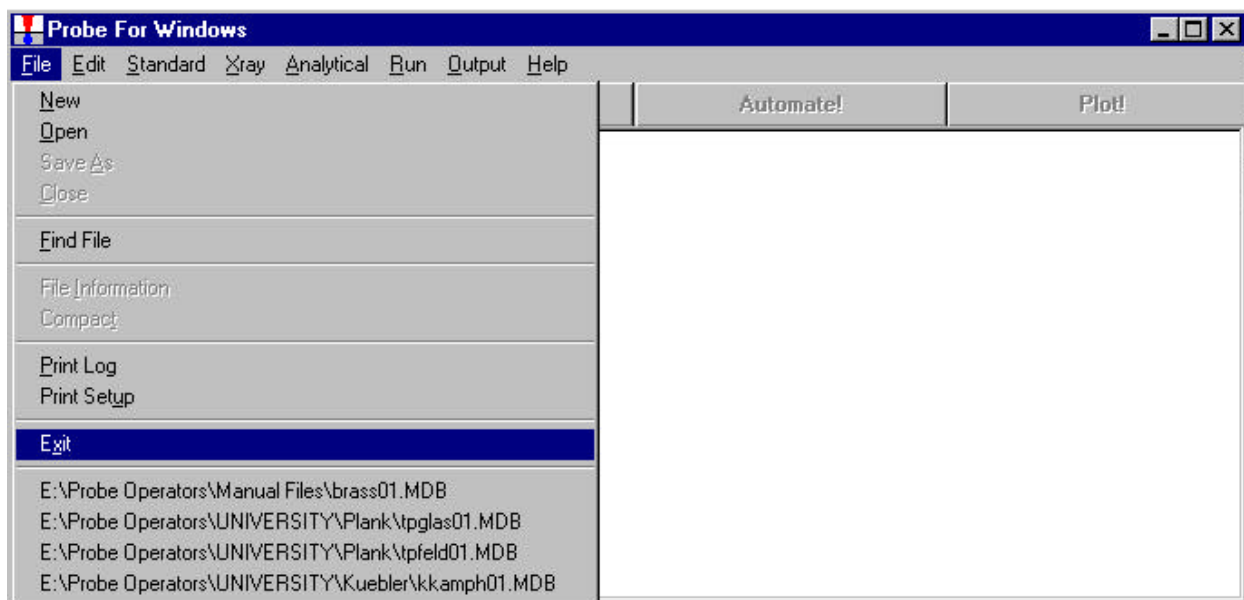 Probe For Windows
File Edit Standard Xray Analytical Run Output Help
Automate! Plot!
New
Open
Save As
Close
Find File
File Information
Compact
Print Log
Print Setup
Exit
E:\Probe Operators\Manual Files\brass01.MDB
E:\Probe Operators\UNIVERSITY\Plank\tpglas01.MDB
E:\Probe Operators\UNIVERSITY\Plank\tpfeld01.MDB
E:\Probe Operators\UNIVERSITY\Kuebler\kkamph01.MDB